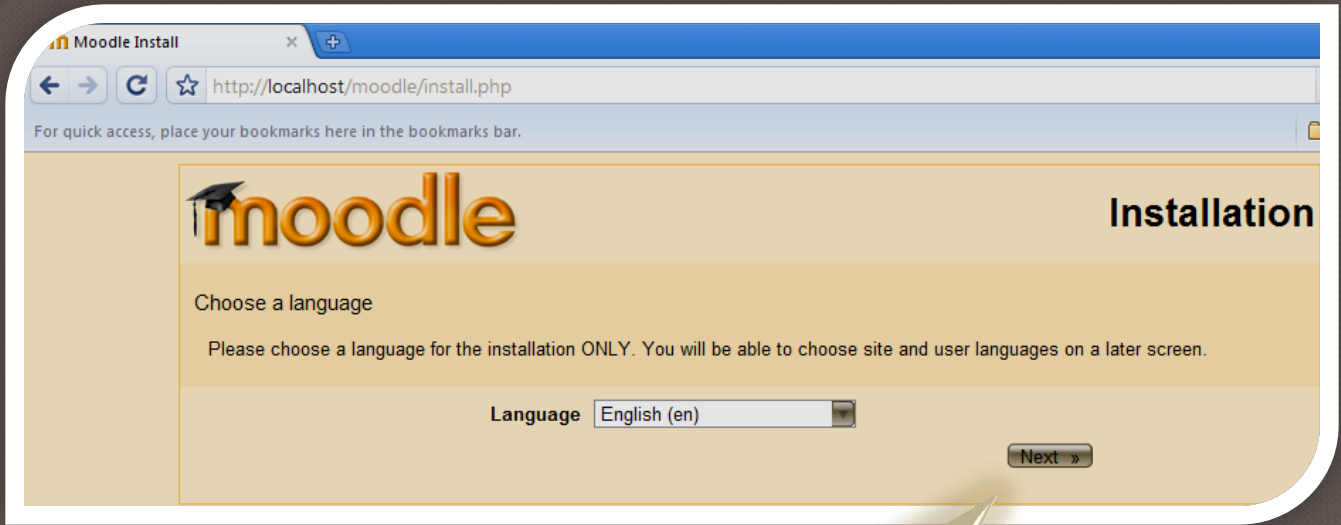 Moodle Install
http://localhost/moodle/install.php
For quick access, place your bookmarks here in the bookmarks bar.
moodle
Installation
Choose a language
Please choose a language for the installation ONLY. You will be able to choose site and user languages on a later screen.
Language English (en)
Next »